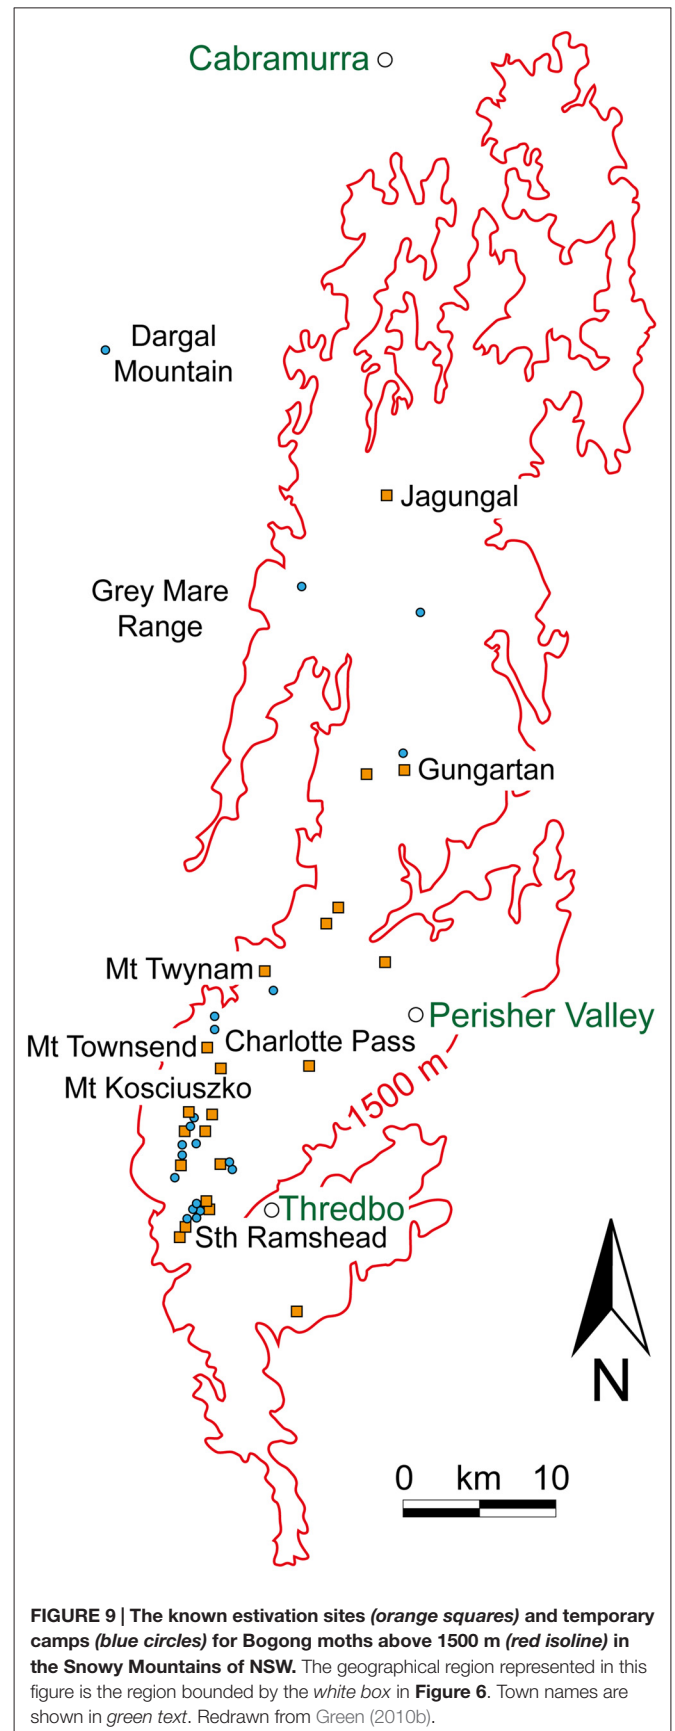 Cabramurra
Dargal
Mountain
Jagungal
Grey Mare
Range
Gungartan
Mt Twynam
Perisher Valley
Mt Townsend
Charlotte Pass
Mt Kosciuszko
1500 m
Thredbo
Sth Ramshead
N
0 km 10
FIGURE 9 | The known estivation sites (orange squares) and temporary
camps (blue circles) for Bogong moths above 1500 m (red isoline) in
the Snowy Mountains of NSW. The geographical region represented in this
figure is the region bounded by the white box in Figure 6. Town names are
shown in green text. Redrawn from Green (2010b).